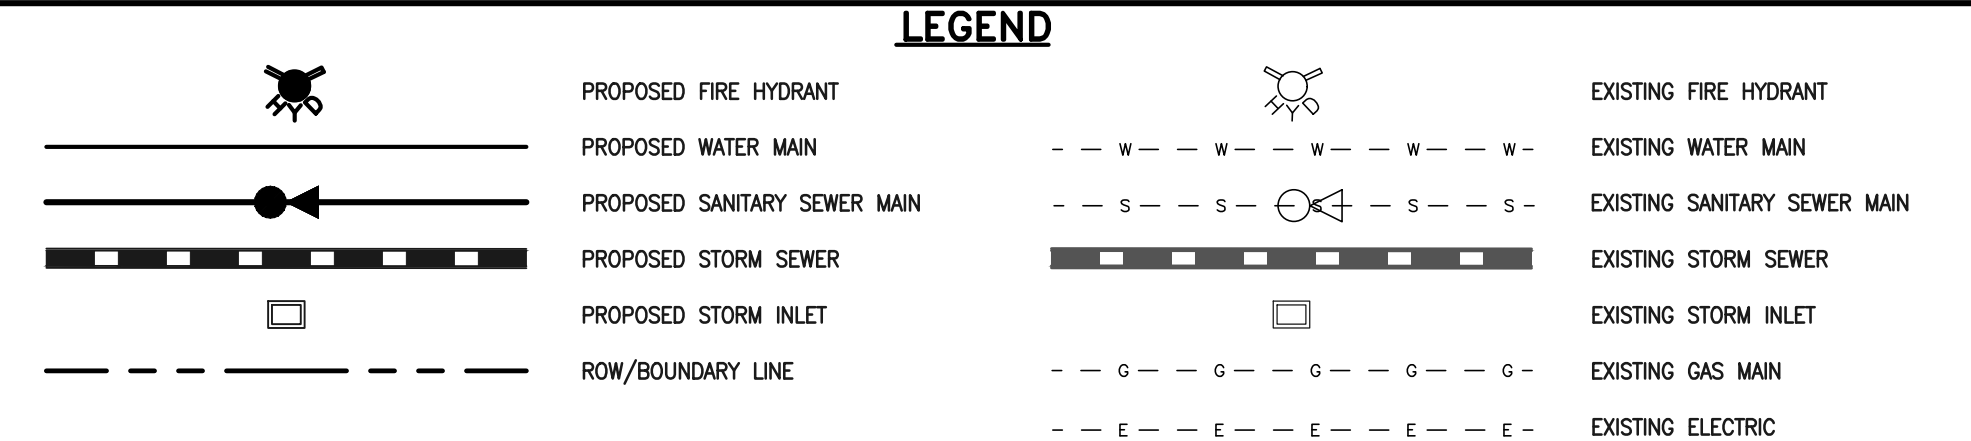 LEGEND
HYD PROPOSED FIRE HYDRANT
PROPOSED WATER MAIN
PROPOSED SANITARY SEWER MAIN
PROPOSED STORM SEWER
PROPOSED STORM INLET
ROW/BOUNDARY LINE
HYD EXISTING FIRE HYDRANT
W W W W W EXISTING WATER MAIN
S S S S S EXISTING SANITARY SEWER MAIN
EXISTING STORM SEWER
EXISTING STORM INLET
G G G G G EXISTING GAS MAIN
E E E E E EXISTING ELECTRIC